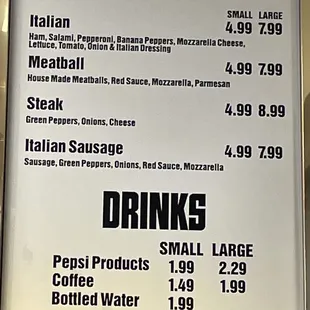 SMALL LARGE
Italian 4.99 7.99
Ham, Salami, Pepperoni, Banana Peppers, Mozzarella Cheese,
Lettuce, Tomato, Onion & Italian Dressing
Meatball 4.99 7.99
House Made Meatballs, Red Sauce, Mozzarella, Parmesan
Steak 4.99 8.99
Green Peppers, Onions, Cheese
Italian Sausage 4.99 7.99
Sausage, Green Peppers, Onions, Red Sauce, Mozzarella
DRINKS
SMALL LARGE
Pepsi Products 1.99 2.29
Coffee 1.49 1.99
Bottled Water 1.99